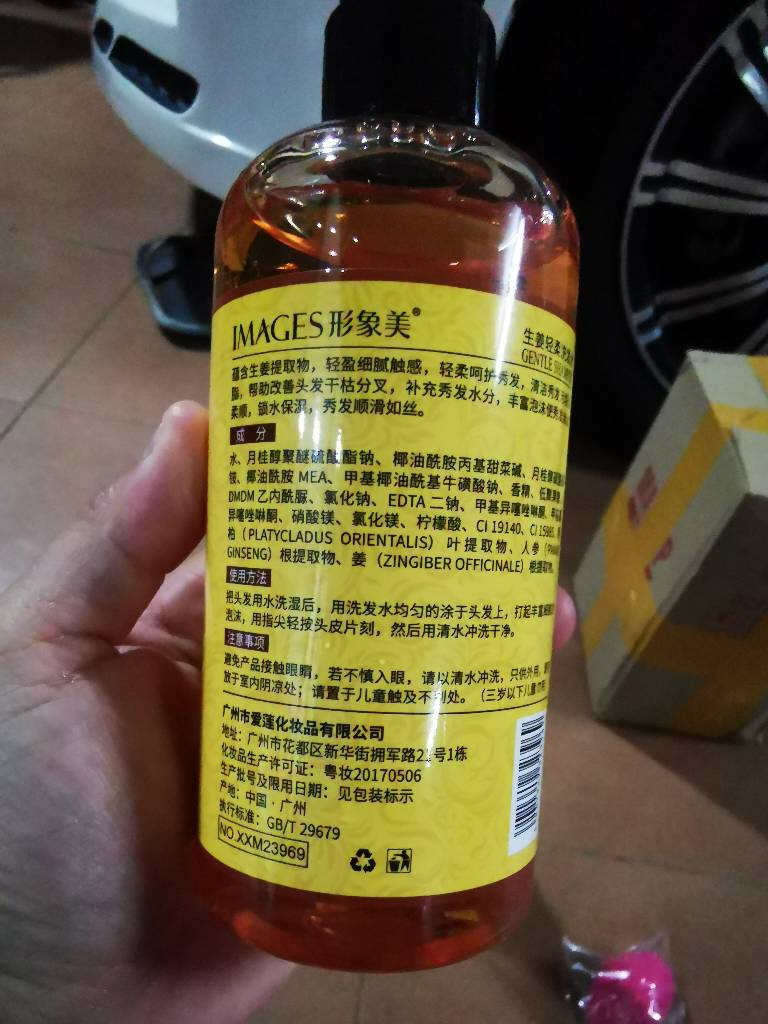 IMAGES形象美®
生姜轻柔洗发
GENTLE
蕴含生姜提取物，轻盈细腻触感，轻柔呵护秀发，清洁秀发
脂，帮助改善头发干枯分叉，补充秀发水分，丰富泡沫使秀发
柔顺，锁水保湿，秀发顺滑如丝。
成 分
水、月桂醇聚醚硫酸酯钠、椰油酰胺丙基甜菜碱、月桂醇硫酸
铵、椰油酰胺 MEA、甲基椰油酰基牛磺酸钠、香精、
DMDM 乙内酰脲、氯化钠、EDTA 二钠、甲基异噻唑啉酮、
异噻唑啉酮、硝酸镁、氯化镁、柠檬酸、CI 19140、CI 15985、
柏（PLATYCLADUS ORIENTALIS）叶提取物、人参
GINSENG）根提取物、姜（ZINGIBER OFFICINALE）根提取物。
使用方法
把头发用水洗湿后，用洗发水均匀的涂于头发上，打起丰富
泡沫，用指尖轻按头皮片刻，然后用清水冲洗干净。
注意事项
避免产品接触眼睛，若不慎入眼，请以清水冲洗，只供外用，
放于室内阴凉处；请置于儿童触及不到处。（三岁以下儿童
广州市爱莲化妆品有限公司
地址：广州市花都区新华街拥军路21号1栋
化妆品生产许可证：粤妆20170506
生产批号及限用日期：见包装标示
产地：中国·广州
执行标准：GB/T 29679
NO.XXM23969